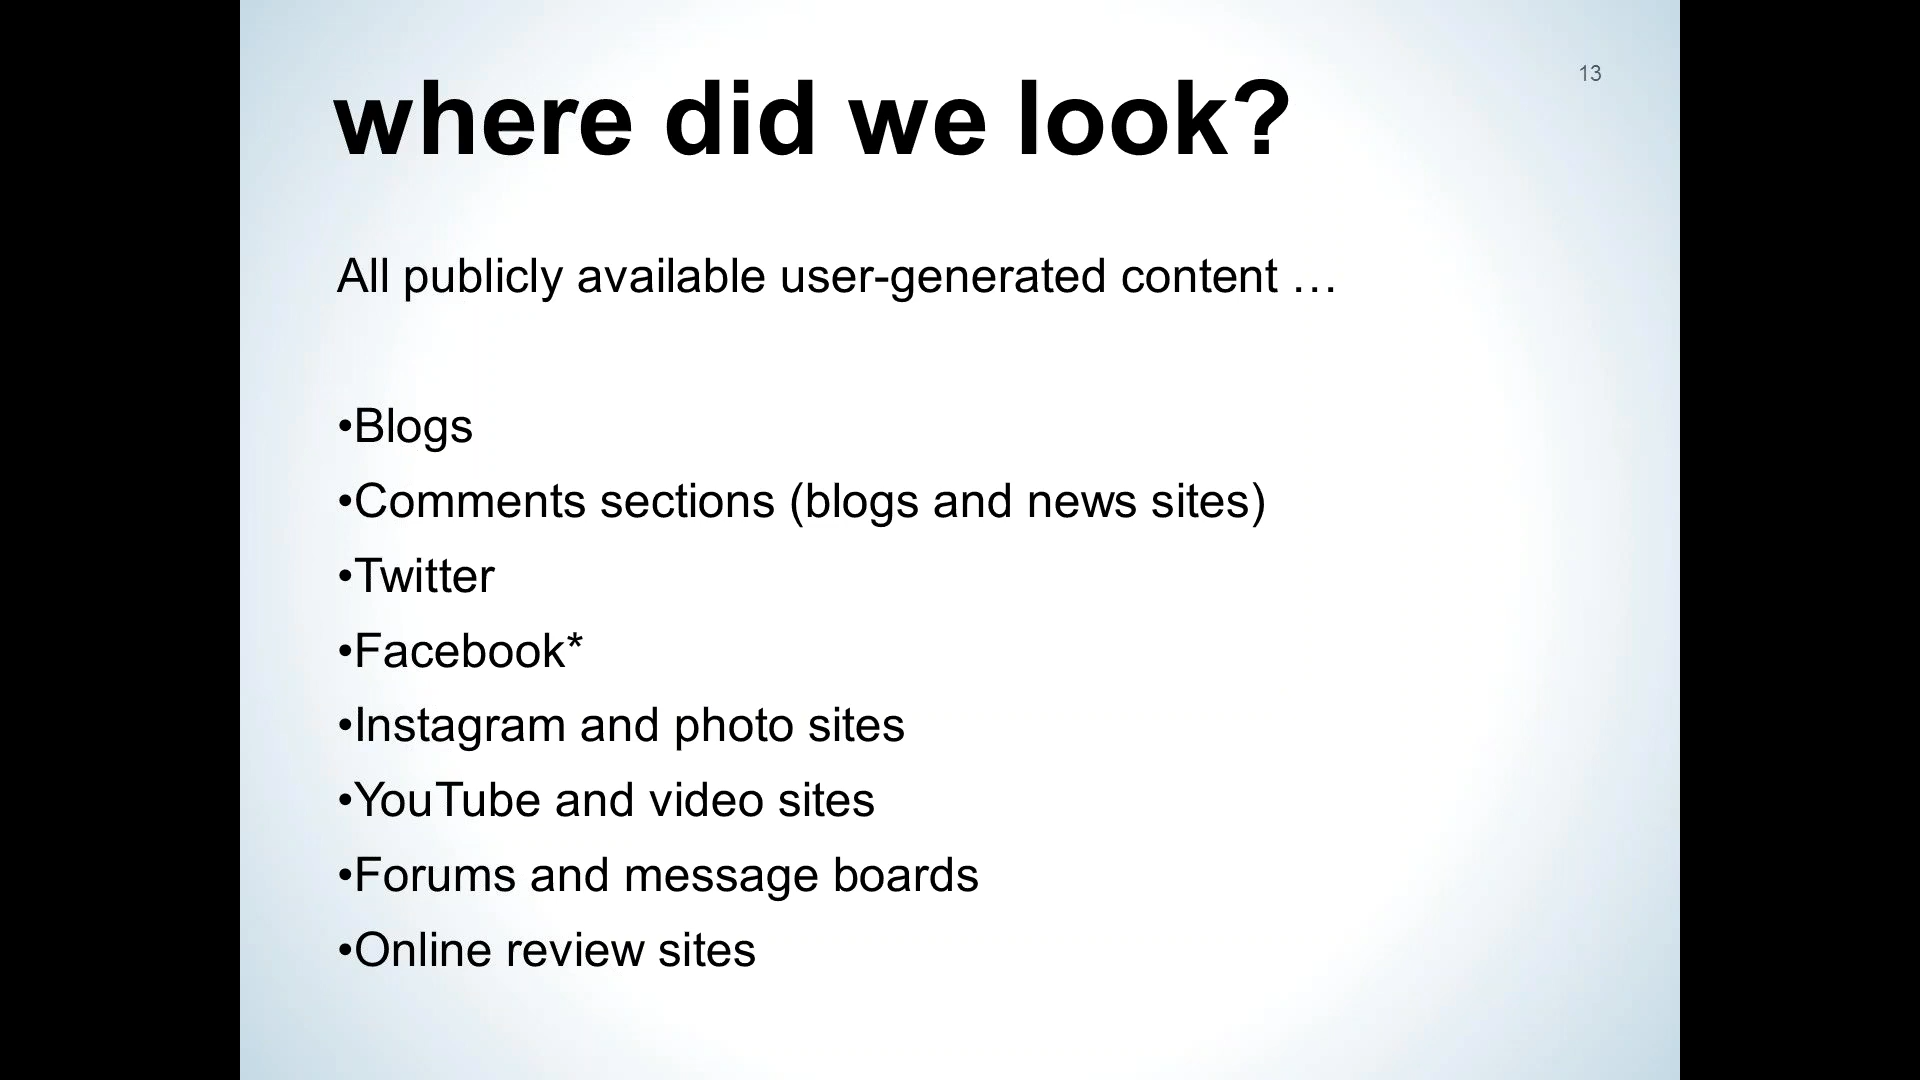 13
where did we look?
All publicly available user-generated content …
•Blogs
•Comments sections (blogs and news sites)
•Twitter
•Facebook*
•Instagram and photo sites
•YouTube and video sites
•Forums and message boards
•Online review sites